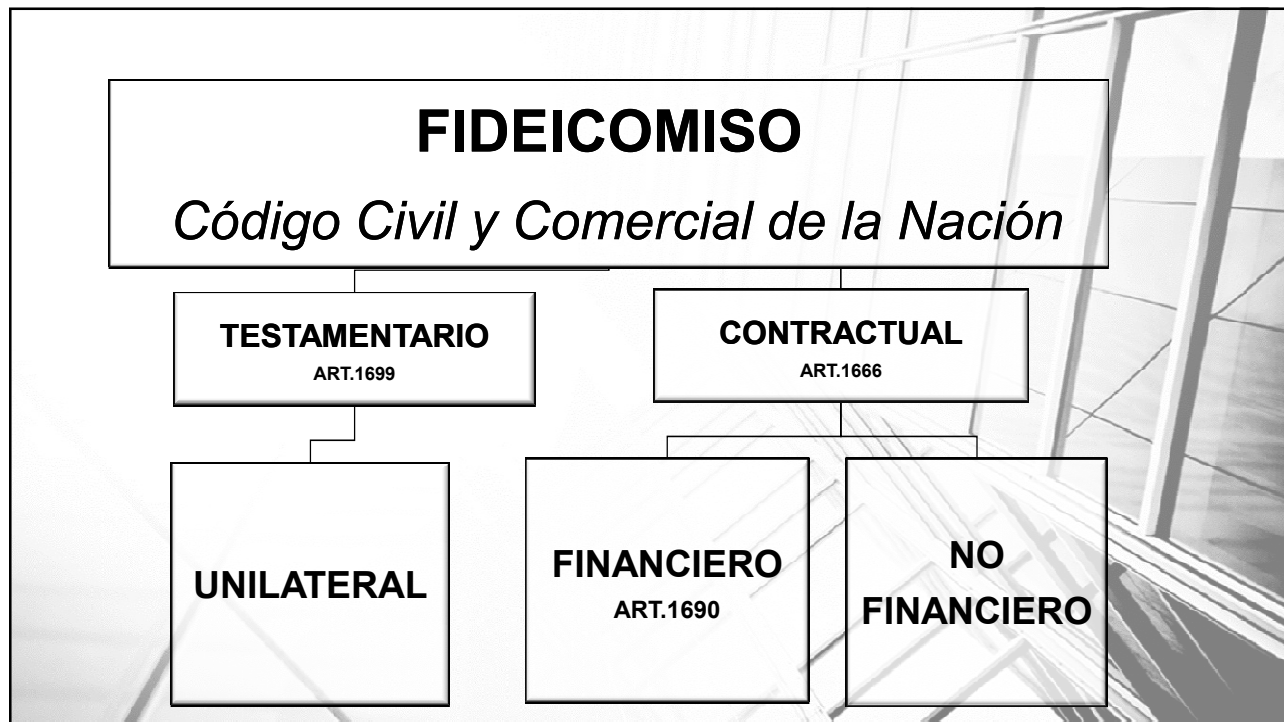 FIDEICOMISO
Código Civil y Comercial de la Nación
TESTAMENTARIO
ART.1699
CONTRACTUAL
ART.1666
UNILATERAL
FINANCIERO
ART.1690
NO
FINANCIERO